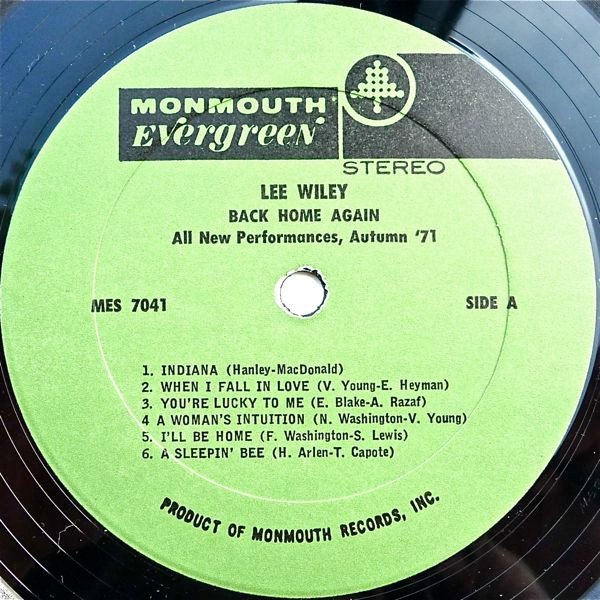 MONMOUTH
Evergreen
STEREO
LEE WILEY
BACK HOME AGAIN
All New Performances, Autumn '71
MES 7041
SIDE A
1. INDIANA (Hanley-MacDonald)
2. WHEN I FALL IN LOVE (V. Young-E. Heyman)
3. YOU'RE LUCKY TO ME (E. Blake-A. Razaf)
4 A WOMAN'S INTUITION (N. Washington-V. Young)
5. I'LL BE HOME (F. Washington-S. Lewis)
6. A SLEEPIN' BEE (H. Arlen-T. Capote)
PRODUCT OF MONMOUTH RECORDS, INC.